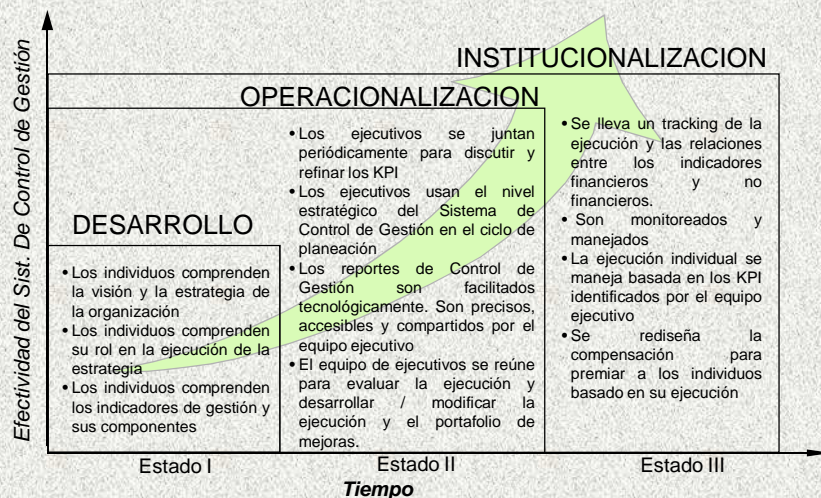 Efectividad del Sist. De Control de Gestión
INSTITUCIONALIZACION
OPERACIONALIZACION
DESARROLLO
• Los individuos comprenden
la visión y la estrategia de
la organización
• Los individuos comprenden
su rol en la ejecución de la
estrategia
• Los individuos comprenden
los indicadores de gestión y
sus componentes
• Los ejecutivos se juntan
periódicamente para discutir y
refinar los KPI
• Los ejecutivos usan el nivel
estratégico del Sistema de
Control de Gestión en el ciclo de
planeación
• Los reportes de Control de
Gestión son facilitados
tecnológicamente. Son precisos,
accesibles y compartidos por el
equipo ejecutivo
• El equipo de ejecutivos se reúne
para evaluar la ejecución y
desarrollar / modificar la
ejecución y el portafolio de
mejoras.
• Se lleva un tracking de la
ejecución y las relaciones
entre los indicadores
financieros y no
financieros.
• Son monitoreados y
manejados
• La ejecución individual se
maneja basada en los KPI
identificados por el equipo
ejecutivo
• Se rediseña la
compensación para
premiar a los individuos
basado en su ejecución
Estado I
Estado II
Estado III
Tiempo